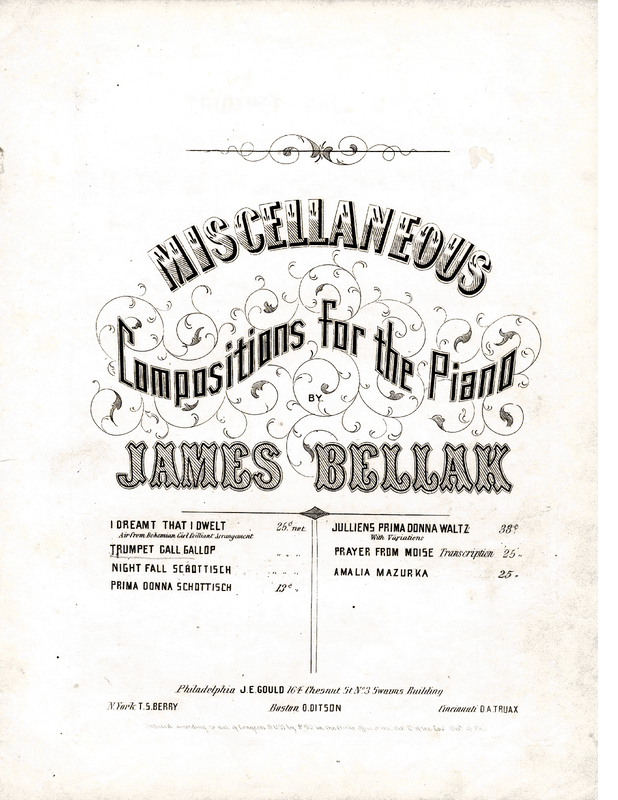 MISCELLANEOUS
Compositions for the Piano
BY
JAMES BELLAK
I DREAMT THAT I DWELT 25.c net.
Air from Bohemian Girl Brilliant Arrangement
TRUMPET CALL GALLOP " " "
NIGHT FALL SCHOTTISCH " " "
PRIMA DONNA SCHOTTISCH 13c "
JULLIENS PRIMA DONNA WALTZ 38c
With Variations
PRAYER FROM MOISE Transcription 25 "
AMALIA MAZURKA 25 "
Philadelphia J.E. GOULD 164 Chesnut St No 3 Swaims Building
N. York T.S. BERRY Boston O. DITSON Cincinnati D.A. TRUAX